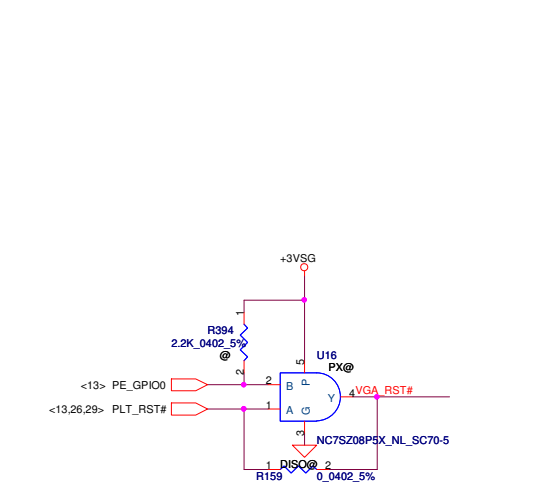 +3VSG
1
R394
2.2K_0402_5%
@
2
U16
PX@
5
<13> PE_GPIO0
2
B
P
<13,26,29> PLT_RST#
1
A
G
Y
4
VGA_RST#
3
NC7SZ08P5X_NL_SC70-5
1
DISO@
2
R159
0_0402_5%